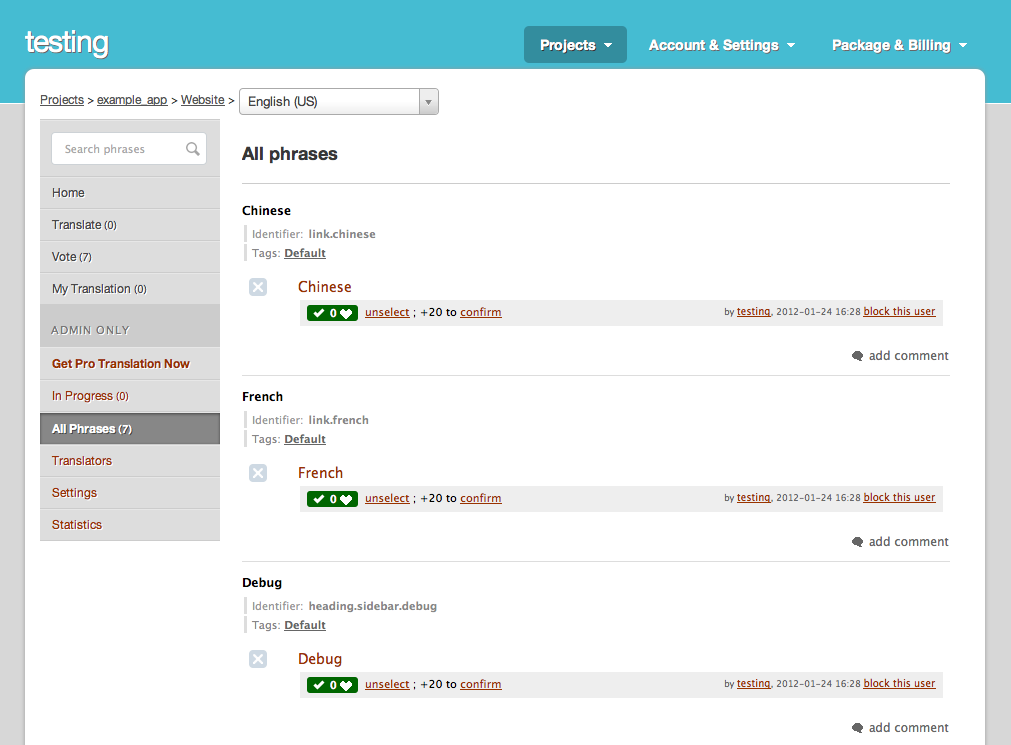 testing
Projects
Account & Settings
Package & Billing
Projects > example_app > Website > English (US)
Search phrases
Home
Translate (0)
Vote (7)
My Translation (0)
ADMIN ONLY
Get Pro Translation Now
In Progress (0)
All Phrases (7)
Translators
Settings
Statistics
All phrases
Chinese
Identifier: link.chinese
Tags: Default
Chinese
0 unselect ; +20 to confirm by testing, 2012-01-24 16:28 block this user
add comment
French
Identifier: link.french
Tags: Default
French
0 unselect ; +20 to confirm by testing, 2012-01-24 16:28 block this user
add comment
Debug
Identifier: heading.sidebar.debug
Tags: Default
Debug
0 unselect ; +20 to confirm by testing, 2012-01-24 16:28 block this user
add comment